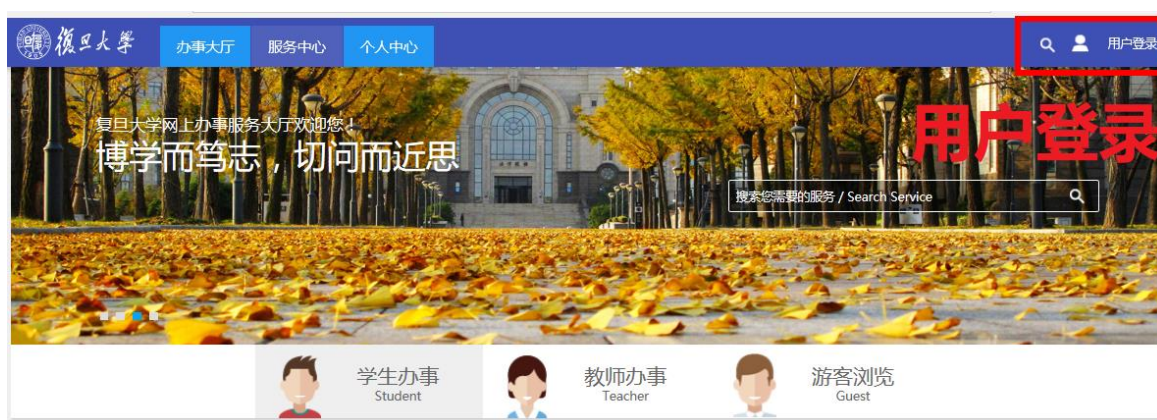 復旦大學
办事大厅 服务中心 个人中心 用户登录
复旦大学网上办事服务大厅欢迎您！
博学而笃志，切问而近思
用户登录
搜索您需要的服务 / Search Service
学生办事
Student
教师办事
Teacher
游客浏览
Guest